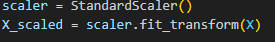 scaler = StandardScaler()
X_scaled = scaler.fit_transform(X)